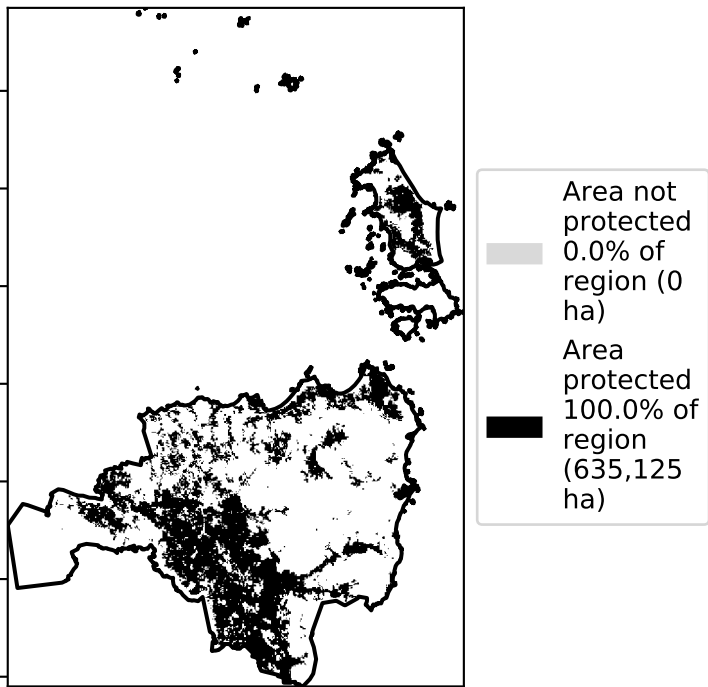 Area not
protected
0.0% of
region (0
ha)
Area
protected
100.0% of
region
(635,125
ha)